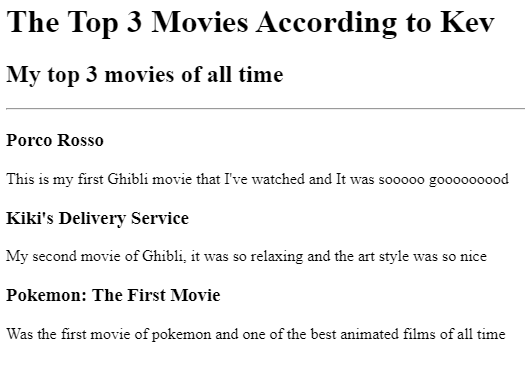 The Top 3 Movies According to Kev
My top 3 movies of all time
Porco Rosso
This is my first Ghibli movie that I've watched and It was sooooo gooooooood
Kiki's Delivery Service
My second movie of Ghibli, it was so relaxing and the art style was so nice
Pokemon: The First Movie
Was the first movie of pokemon and one of the best animated films of all time